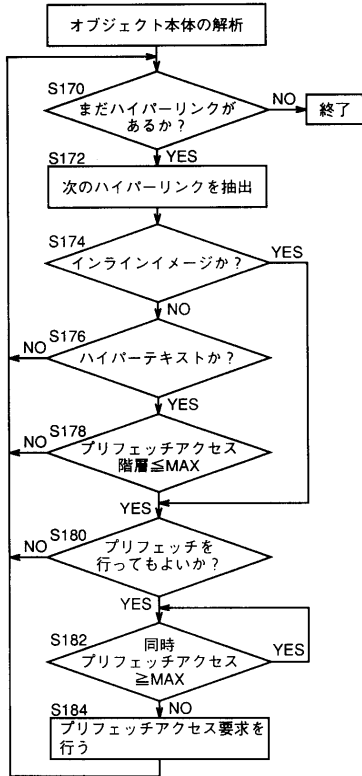 オブジェクト本体の解析
S170
まだハイパーリンクが
あるか?
NO
終了
YES
S172
次のハイパーリンクを抽出
S174
インラインイメージか?
YES
NO
S176
NO
ハイパーテキストか?
YES
S178
NO
プリフェッチアクセス
階層≦MAX
YES
S180
NO
プリフェッチを
行ってもよいか?
YES
S182
同時
プリフェッチアクセス
≧MAX
YES
NO
S184
プリフェッチアクセス要求を
行う